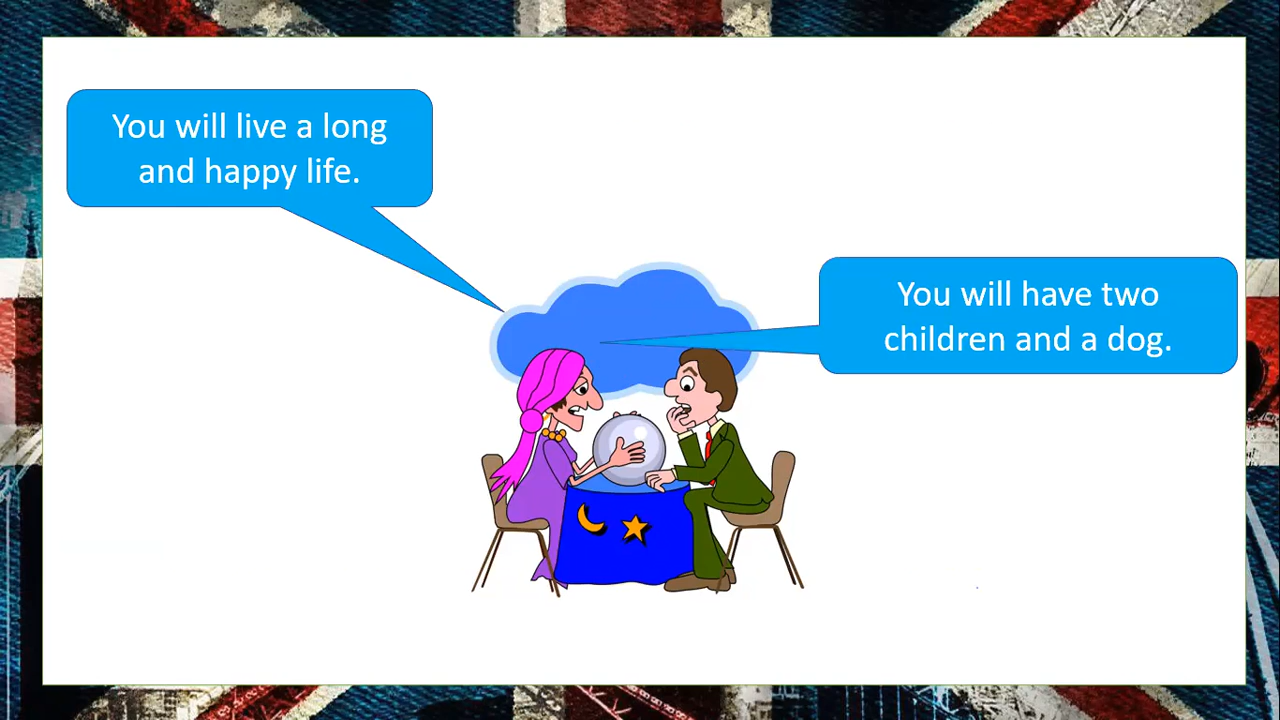 You will live a long
and happy life.
You will have two
children and a dog.